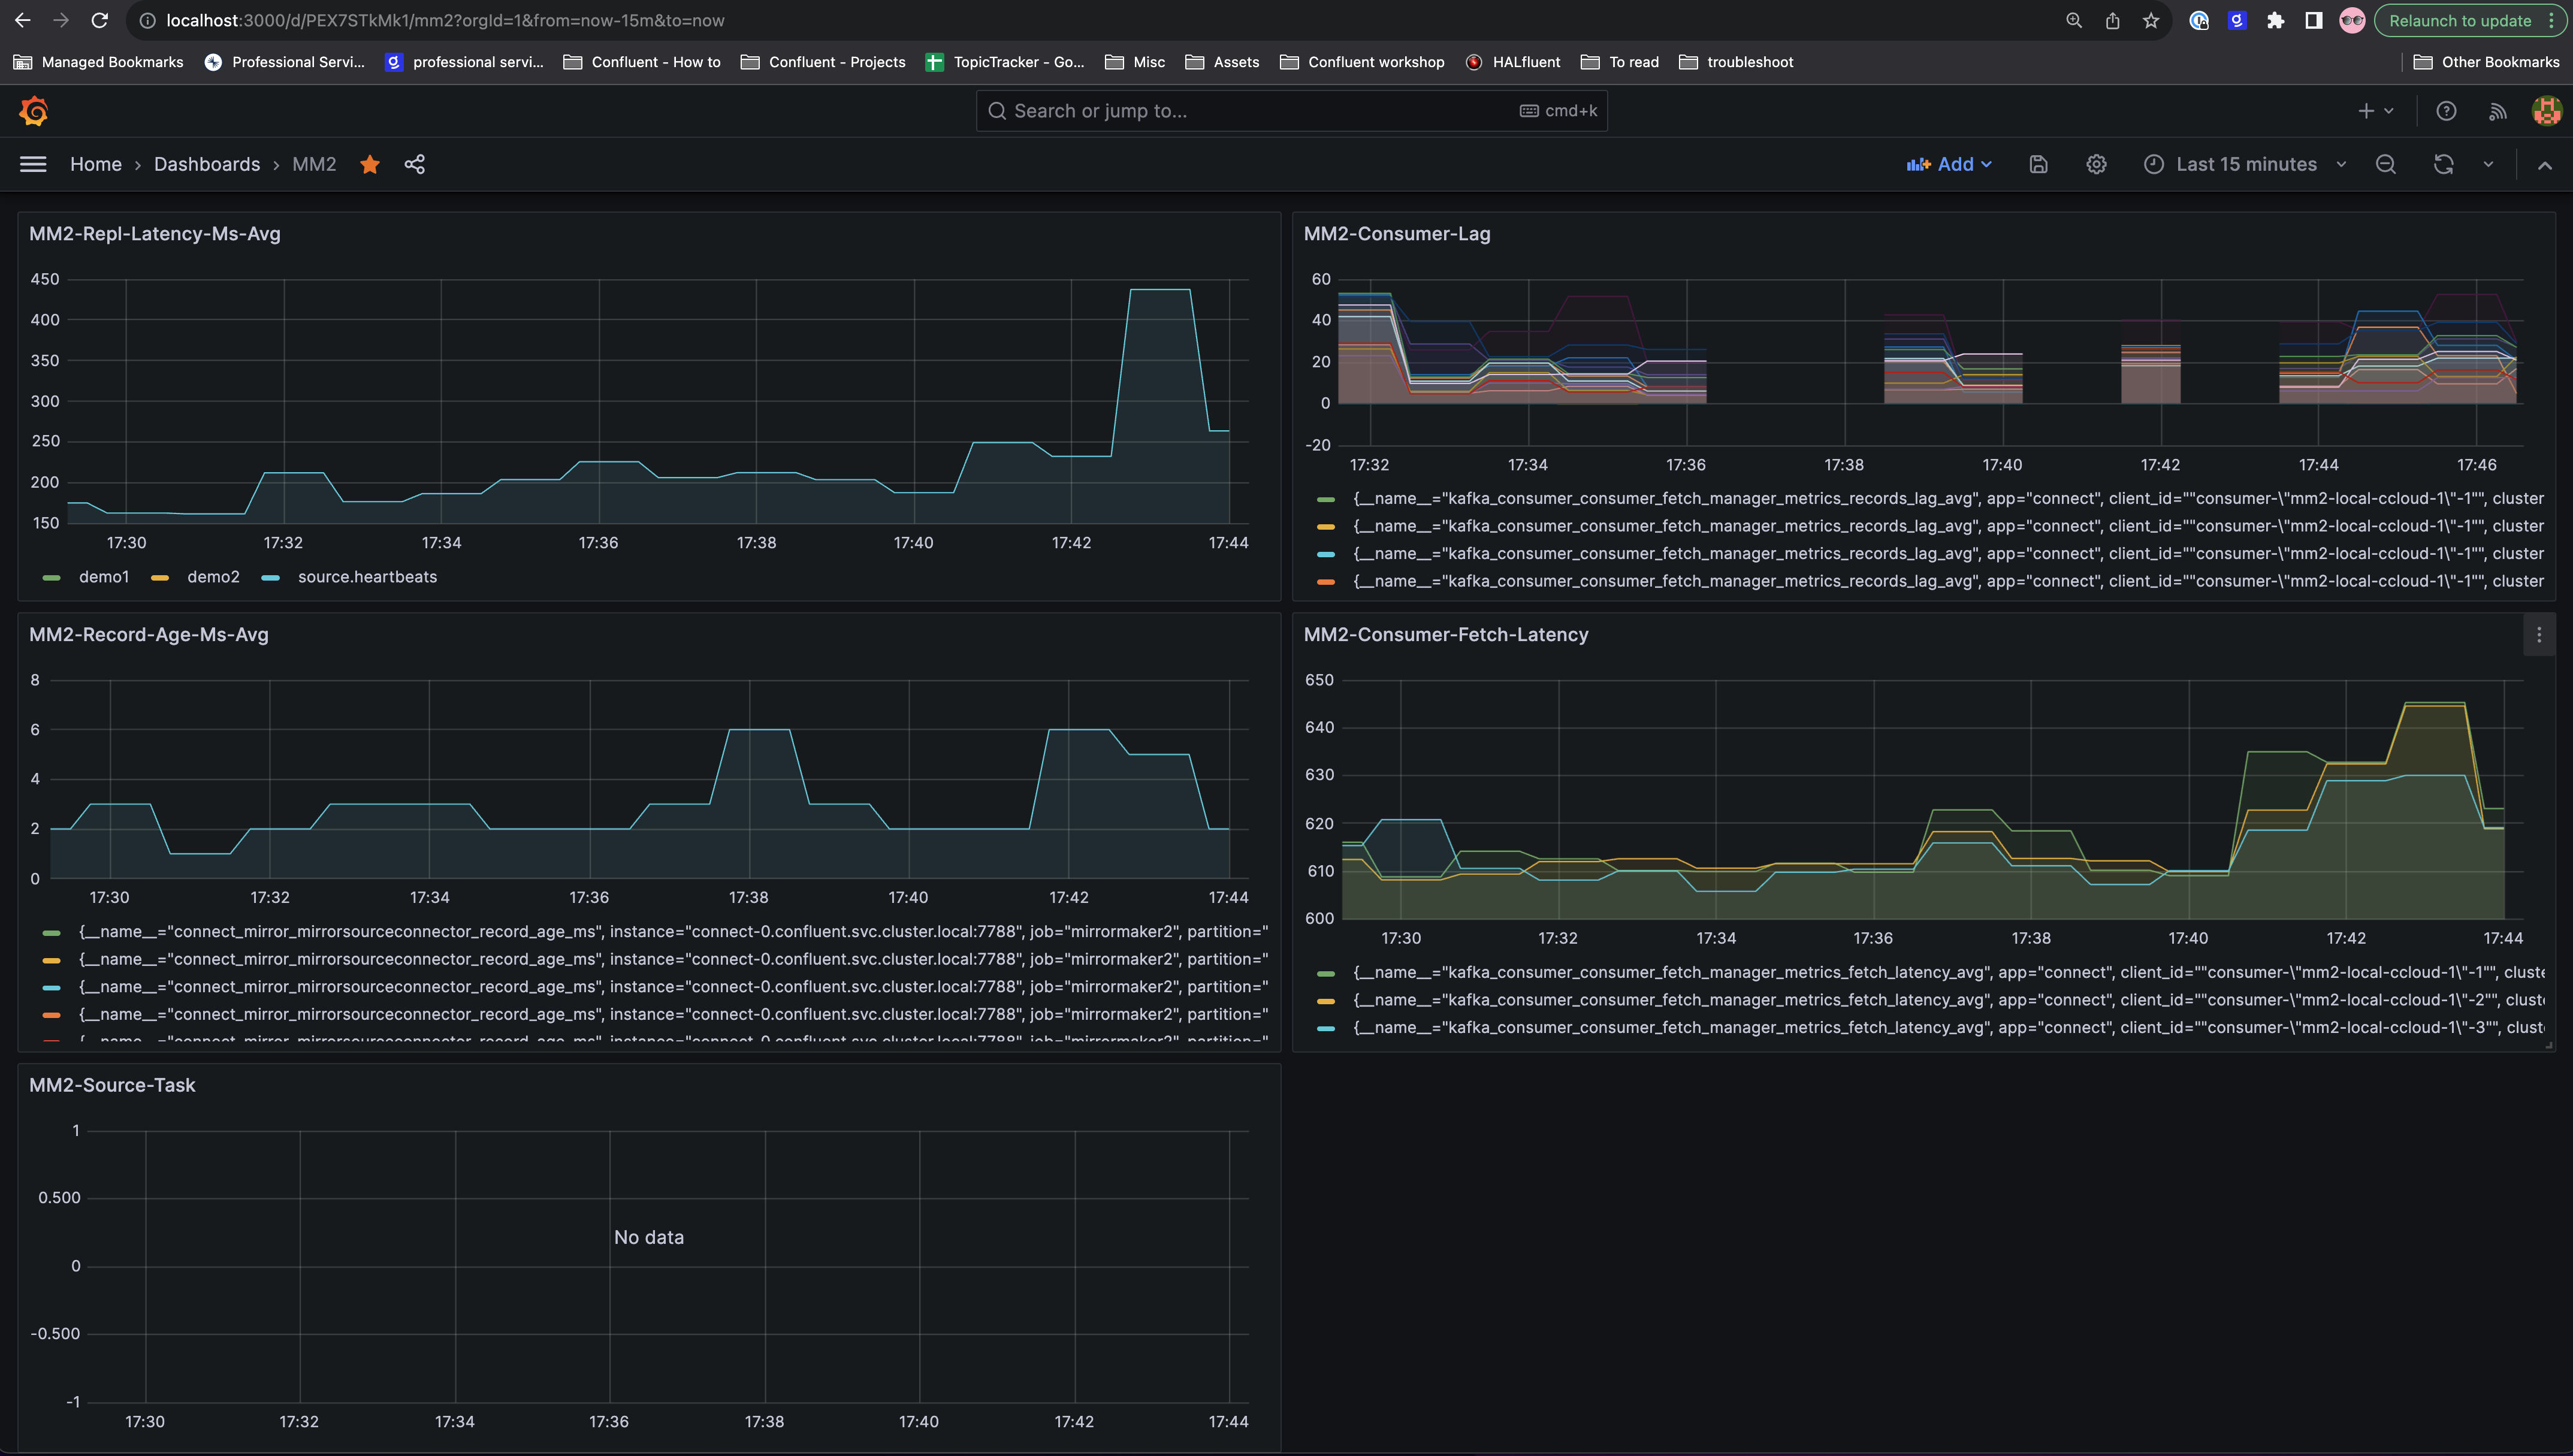 localhost:3000/d/PEX7STkMk1/mm2?orgId=1&from=now-15m&to=now
Relaunch to update
Managed Bookmarks
Professional Servi...
professional servi...
Confluent - How to
Confluent - Projects
TopicTracker - Go...
Misc
Assets
Confluent workshop
HALfluent
To read
troubleshoot
Other Bookmarks
Search or jump to...
cmd+k
Home › Dashboards › MM2
Add
Last 15 minutes
MM2-Repl-Latency-Ms-Avg
450
400
350
300
250
200
150
17:30 17:32 17:34 17:36 17:38 17:40 17:42 17:44
demo1 demo2 source.heartbeats
MM2-Consumer-Lag
60
40
20
0
-20
17:32 17:34 17:36 17:38 17:40 17:42 17:44 17:46
{__name__="kafka_consumer_consumer_fetch_manager_metrics_records_lag_avg", app="connect", client_id=""consumer-\"mm2-local-ccloud-1\"-1"", cluster
{__name__="kafka_consumer_consumer_fetch_manager_metrics_records_lag_avg", app="connect", client_id=""consumer-\"mm2-local-ccloud-1\"-1"", cluster
{__name__="kafka_consumer_consumer_fetch_manager_metrics_records_lag_avg", app="connect", client_id=""consumer-\"mm2-local-ccloud-1\"-1"", cluster
{__name__="kafka_consumer_consumer_fetch_manager_metrics_records_lag_avg", app="connect", client_id=""consumer-\"mm2-local-ccloud-1\"-1"", cluster
MM2-Record-Age-Ms-Avg
8
6
4
2
0
17:30 17:32 17:34 17:36 17:38 17:40 17:42 17:44
{__name__="connect_mirror_mirrorsourceconnector_record_age_ms", instance="connect-0.confluent.svc.cluster.local:7788", job="mirrormaker2", partition="
{__name__="connect_mirror_mirrorsourceconnector_record_age_ms", instance="connect-0.confluent.svc.cluster.local:7788", job="mirrormaker2", partition="
{__name__="connect_mirror_mirrorsourceconnector_record_age_ms", instance="connect-0.confluent.svc.cluster.local:7788", job="mirrormaker2", partition="
{__name__="connect_mirror_mirrorsourceconnector_record_age_ms", instance="connect-0.confluent.svc.cluster.local:7788", job="mirrormaker2", partition="
{__name__="connect_mirror_mirrorsourceconnector_record_age_ms", instance="connect-0.confluent.svc.cluster.local:7788", job="mirrormaker2", partition="
MM2-Consumer-Fetch-Latency
650
640
630
620
610
600
17:30 17:32 17:34 17:36 17:38 17:40 17:42 17:44
{__name__="kafka_consumer_consumer_fetch_manager_metrics_fetch_latency_avg", app="connect", client_id=""consumer-\"mm2-local-ccloud-1\"-1"", cluste
{__name__="kafka_consumer_consumer_fetch_manager_metrics_fetch_latency_avg", app="connect", client_id=""consumer-\"mm2-local-ccloud-1\"-2"", cluste
{__name__="kafka_consumer_consumer_fetch_manager_metrics_fetch_latency_avg", app="connect", client_id=""consumer-\"mm2-local-ccloud-1\"-3"", cluste
MM2-Source-Task
1
0.500
0
-0.500
-1
No data
17:30 17:32 17:34 17:36 17:38 17:40 17:42 17:44